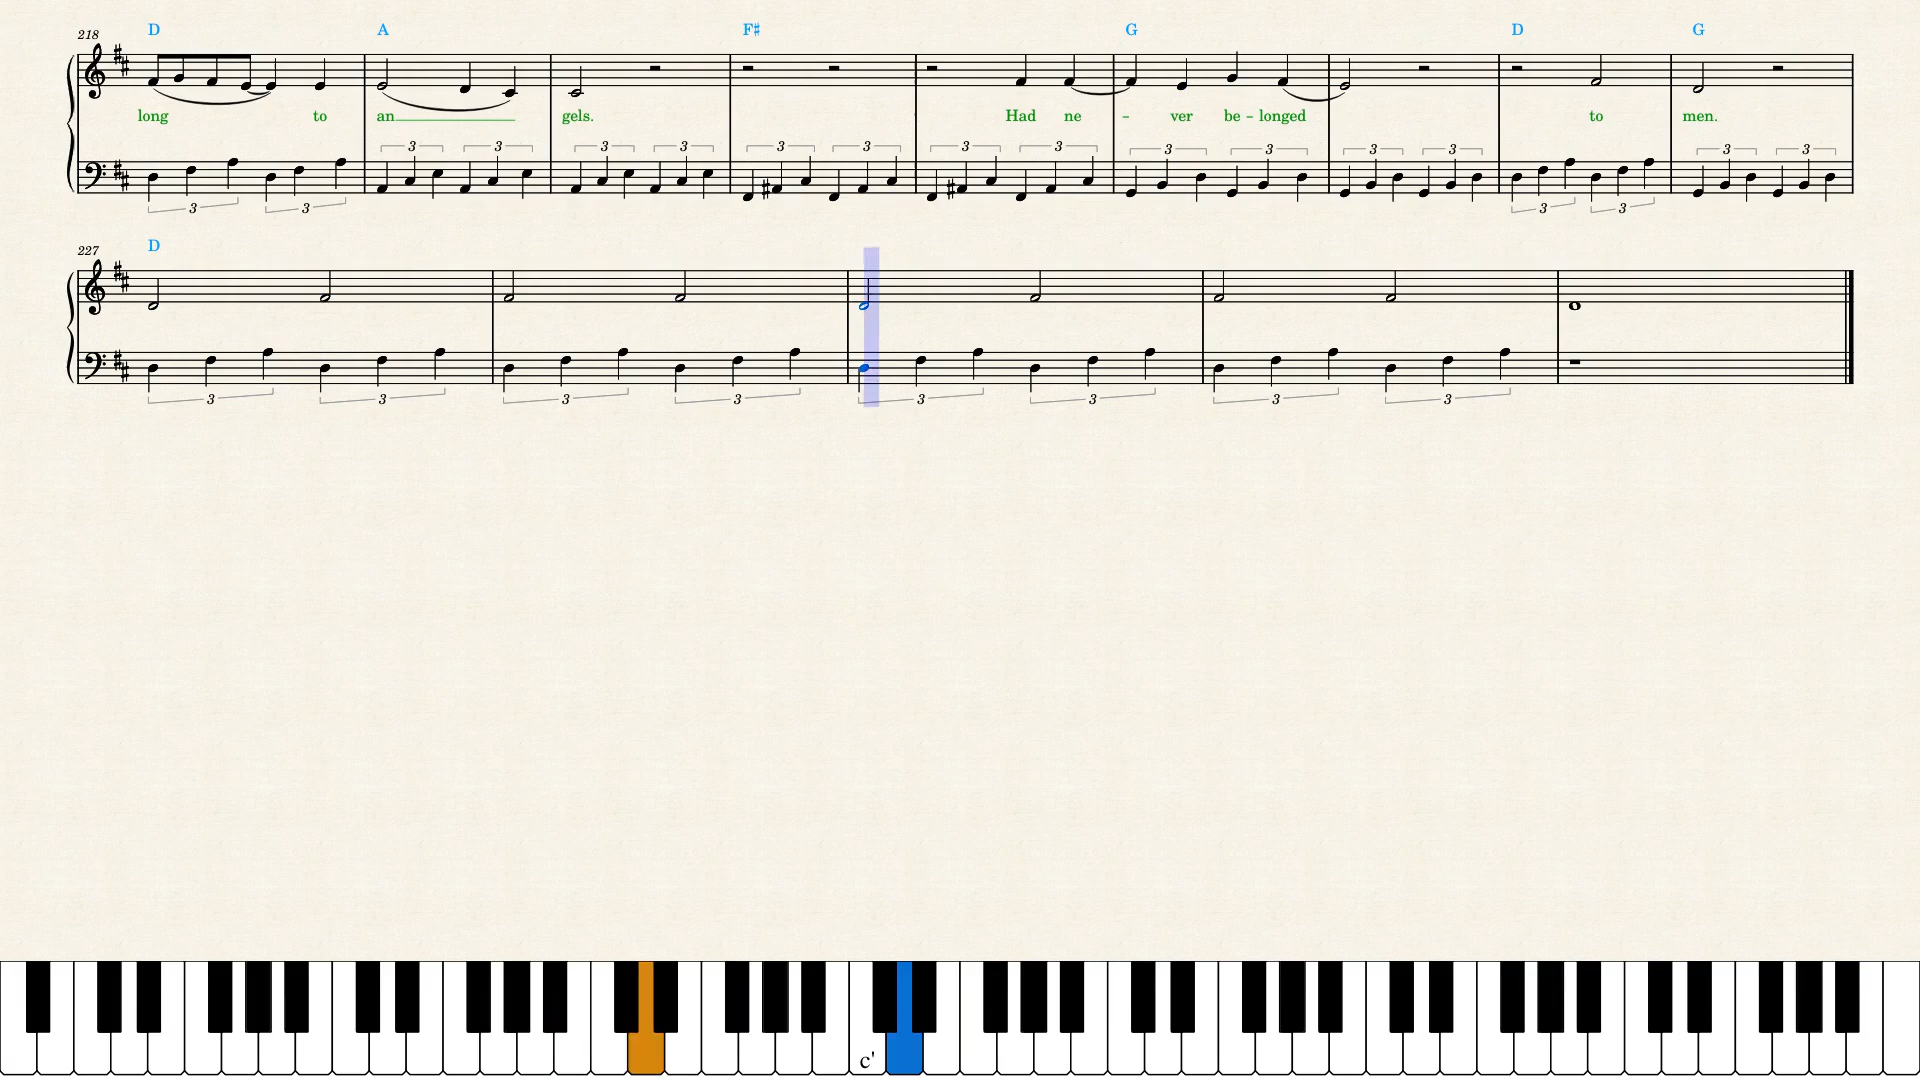 218 D A F♯ G D G
long to an gels. Had ne – ver be – longed to men.
3 3 3 3 3 3 3 3 3 3 3 3 3 3
3 3 3 3
227 D
3 3 3 3 3 3 3 3
c'